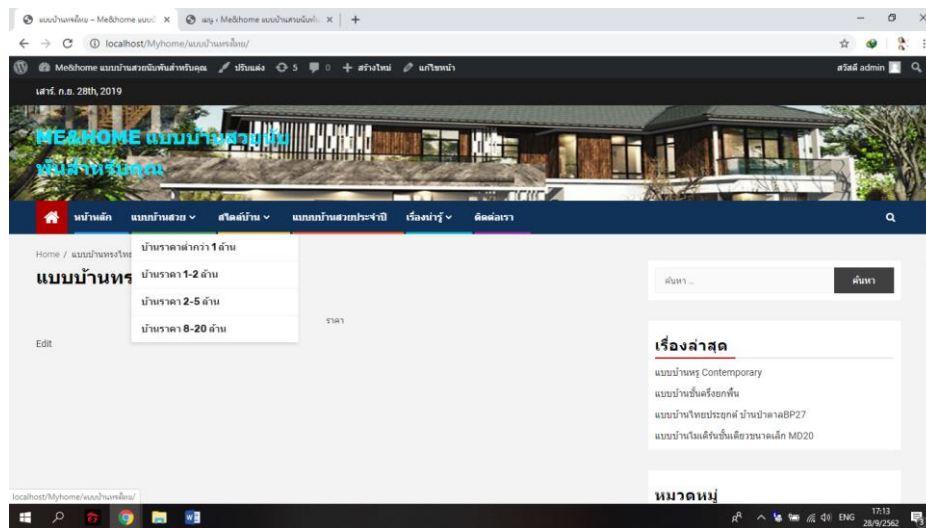 แบบบ้านทรงไทย – Me&home แบบบ้
เมนู ‹ Me&home แบบบ้านสวยนับพัน
localhost/Myhome/แบบบ้านทรงไทย/
Me&home แบบบ้านสวยนับพันสำหรับคุณ ปรับแต่ง 5 0 + สร้างใหม่ แก้ไขหน้า สวัสดี admin
เสาร์. ก.ย. 28th, 2019
ME&HOME แบบบ้านสวยนับ
พันสำหรับคุณ
หน้าหลัก แบบบ้านสวย สไตล์บ้าน แบบบ้านสวยประจำปี เรื่องน่ารู้ ติดต่อเรา
Home / แบบบ้านทรงไทย
แบบบ้านทร
บ้านราคาต่ำกว่า 1 ล้าน
บ้านราคา 1-2 ล้าน
บ้านราคา 2-5 ล้าน
บ้านราคา 8-20 ล้าน
ราคา
Edit
ค้นหา ... ค้นหา
เรื่องล่าสุด
แบบบ้านหรู Contemporary
แบบบ้านชั้นครึ่งยกพื้น
แบบบ้านไทยประยุกต์ บ้านป่าตาลBP27
แบบบ้านโมเดิร์นชั้นเดียวขนาดเล็ก MD20
หมวดหมู่
localhost/Myhome/แบบบ้านทรงไทย/
ENG 17:13
28/9/2562